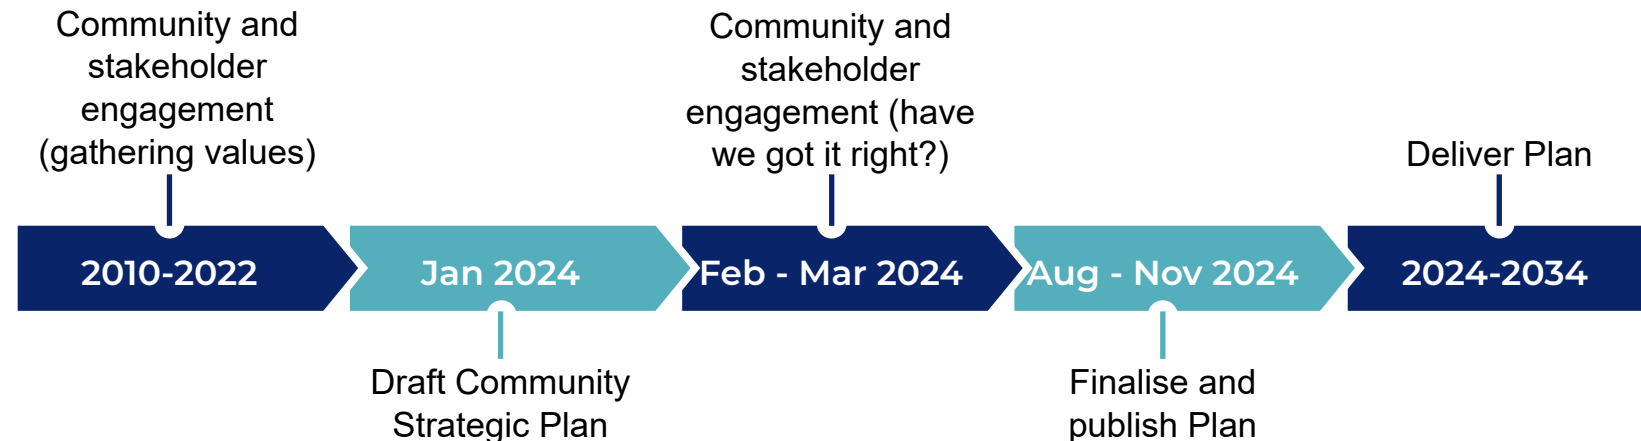 Community and
stakeholder
engagement
(gathering values)
Community and
stakeholder
engagement (have
we got it right?)
Deliver Plan
2010-2022
Jan 2024
Feb - Mar 2024
Aug - Nov 2024
2024-2034
Draft Community
Strategic Plan
Finalise and
publish Plan